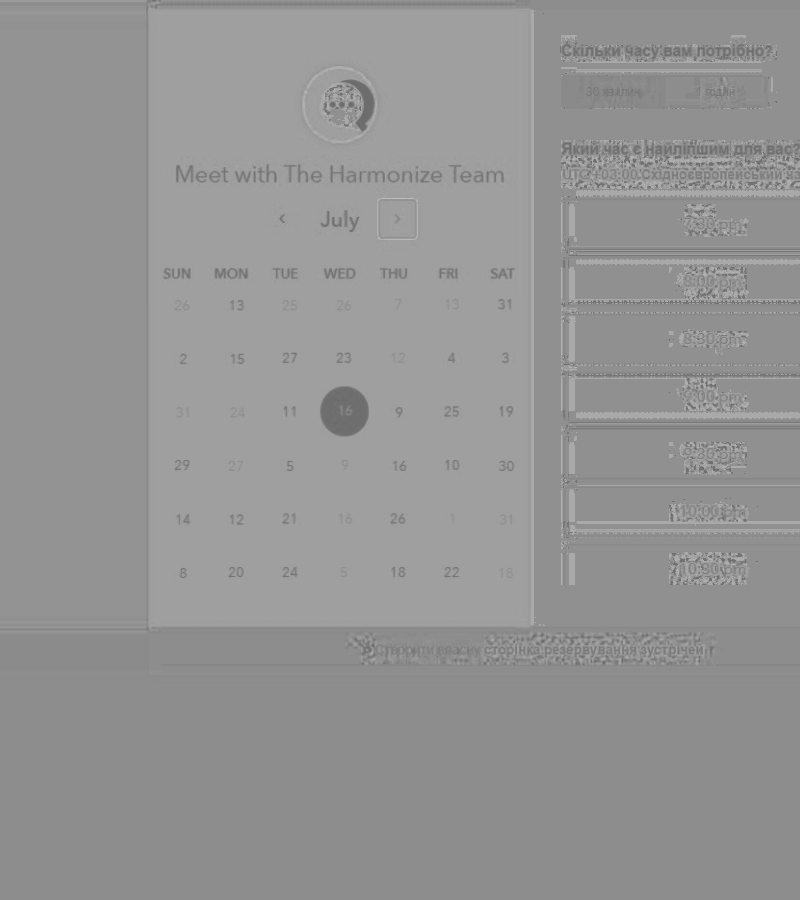 Meet with The Harmonize Team
July
SUN MON TUE WED THU FRI SAT
26 13 25 26 7 13 31
2 15 27 23 12 4 3
31 24 11 16 9 25 19
29 27 5 9 16 10 30
14 12 21 16 26 1 31
8 20 24 5 18 22 18
Скільки часу вам потрібно?
30 хвилин 1 годин
Який час є найліпшим для вас?
UTC +03:00 Східноєвропейський
7:30 pm
8:00 pm
8:30 pm
9:00 pm
9:30 pm
10:00 pm
10:30 pm
Створити власну сторінка резервування зустрічей